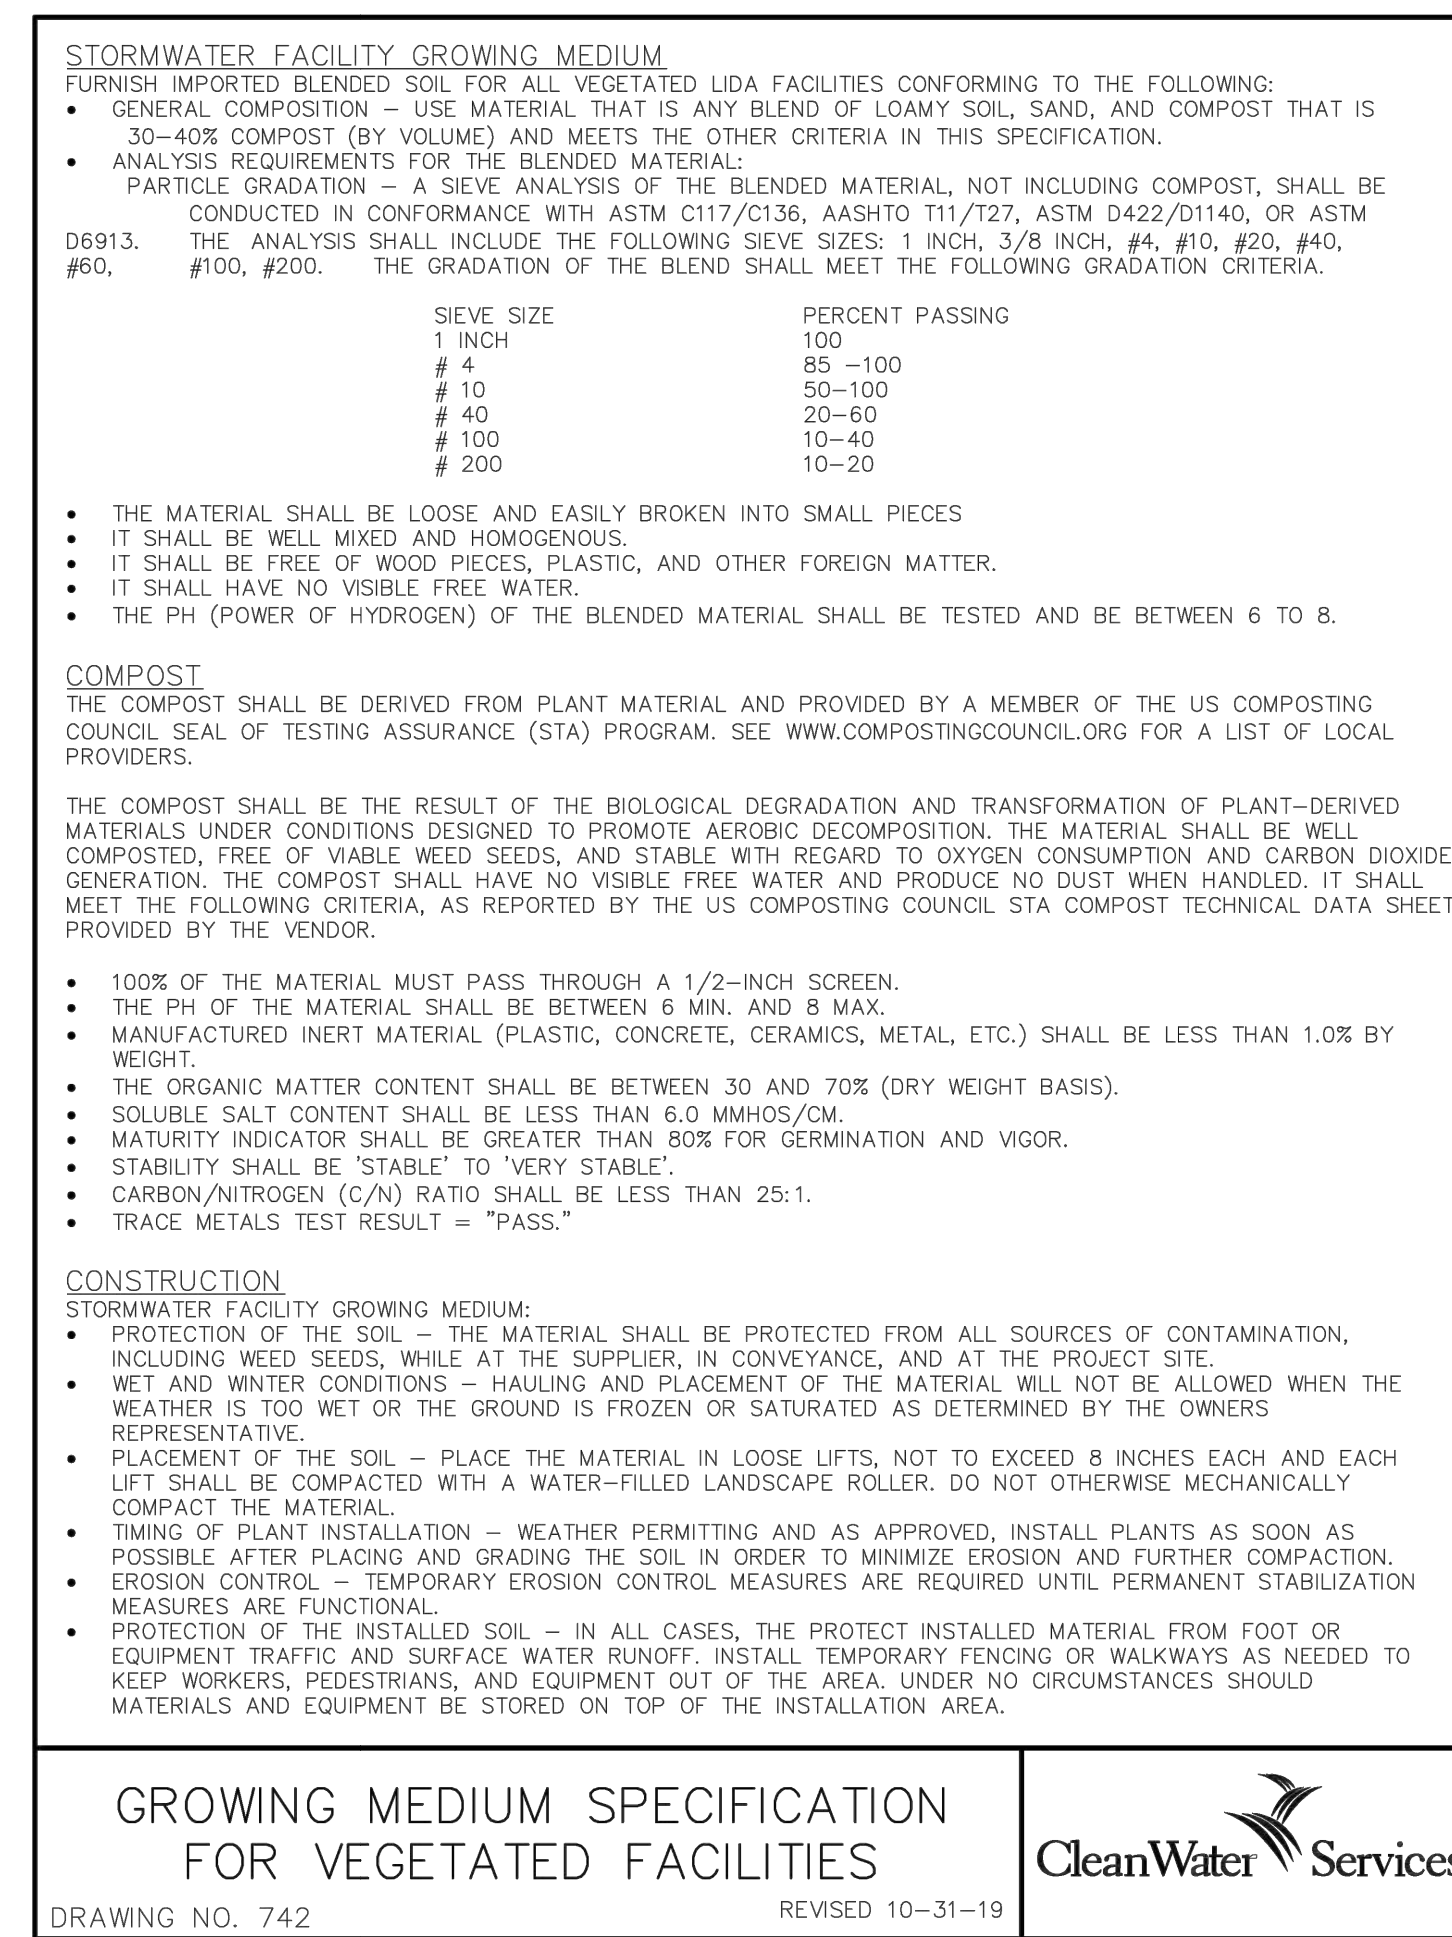 STORMWATER FACILITY GROWING MEDIUM
FURNISH IMPORTED BLENDED SOIL FOR ALL VEGETATED LIDA FACILITIES CONFORMING TO THE FOLLOWING:
• GENERAL COMPOSITION – USE MATERIAL THAT IS ANY BLEND OF LOAMY SOIL, SAND, AND COMPOST THAT IS
30–40% COMPOST (BY VOLUME) AND MEETS THE OTHER CRITERIA IN THIS SPECIFICATION.
• ANALYSIS REQUIREMENTS FOR THE BLENDED MATERIAL:
PARTICLE GRADATION – A SIEVE ANALYSIS OF THE BLENDED MATERIAL, NOT INCLUDING COMPOST, SHALL BE
CONDUCTED IN CONFORMANCE WITH ASTM C117/C136, AASHTO T11/T27, ASTM D422/D1140, OR ASTM
D6913. THE ANALYSIS SHALL INCLUDE THE FOLLOWING SIEVE SIZES: 1 INCH, 3/8 INCH, #4, #10, #20, #40,
#60, #100, #200. THE GRADATION OF THE BLEND SHALL MEET THE FOLLOWING GRADATION CRITERIA.
SIEVE SIZE PERCENT PASSING
1 INCH 100
# 4 85 –100
# 10 50–100
# 40 20–60
# 100 10–40
# 200 10–20
• THE MATERIAL SHALL BE LOOSE AND EASILY BROKEN INTO SMALL PIECES
• IT SHALL BE WELL MIXED AND HOMOGENOUS.
• IT SHALL BE FREE OF WOOD PIECES, PLASTIC, AND OTHER FOREIGN MATTER.
• IT SHALL HAVE NO VISIBLE FREE WATER.
• THE PH (POWER OF HYDROGEN) OF THE BLENDED MATERIAL SHALL BE TESTED AND BE BETWEEN 6 TO 8.
COMPOST
THE COMPOST SHALL BE DERIVED FROM PLANT MATERIAL AND PROVIDED BY A MEMBER OF THE US COMPOSTING
COUNCIL SEAL OF TESTING ASSURANCE (STA) PROGRAM. SEE WWW.COMPOSTINGCOUNCIL.ORG FOR A LIST OF LOCAL
PROVIDERS.
THE COMPOST SHALL BE THE RESULT OF THE BIOLOGICAL DEGRADATION AND TRANSFORMATION OF PLANT–DERIVED
MATERIALS UNDER CONDITIONS DESIGNED TO PROMOTE AEROBIC DECOMPOSITION. THE MATERIAL SHALL BE WELL
COMPOSTED, FREE OF VIABLE WEED SEEDS, AND STABLE WITH REGARD TO OXYGEN CONSUMPTION AND CARBON DIOXIDE
GENERATION. THE COMPOST SHALL HAVE NO VISIBLE FREE WATER AND PRODUCE NO DUST WHEN HANDLED. IT SHALL
MEET THE FOLLOWING CRITERIA, AS REPORTED BY THE US COMPOSTING COUNCIL STA COMPOST TECHNICAL DATA SHEET
PROVIDED BY THE VENDOR.
• 100% OF THE MATERIAL MUST PASS THROUGH A 1/2–INCH SCREEN.
• THE PH OF THE MATERIAL SHALL BE BETWEEN 6 MIN. AND 8 MAX.
• MANUFACTURED INERT MATERIAL (PLASTIC, CONCRETE, CERAMICS, METAL, ETC.) SHALL BE LESS THAN 1.0% BY
WEIGHT.
• THE ORGANIC MATTER CONTENT SHALL BE BETWEEN 30 AND 70% (DRY WEIGHT BASIS).
• SOLUBLE SALT CONTENT SHALL BE LESS THAN 6.0 MMHOS/CM.
• MATURITY INDICATOR SHALL BE GREATER THAN 80% FOR GERMINATION AND VIGOR.
• STABILITY SHALL BE 'STABLE' TO 'VERY STABLE'.
• CARBON/NITROGEN (C/N) RATIO SHALL BE LESS THAN 25:1.
• TRACE METALS TEST RESULT = "PASS."
CONSTRUCTION
STORMWATER FACILITY GROWING MEDIUM:
• PROTECTION OF THE SOIL – THE MATERIAL SHALL BE PROTECTED FROM ALL SOURCES OF CONTAMINATION,
INCLUDING WEED SEEDS, WHILE AT THE SUPPLIER, IN CONVEYANCE, AND AT THE PROJECT SITE.
• WET AND WINTER CONDITIONS – HAULING AND PLACEMENT OF THE MATERIAL WILL NOT BE ALLOWED WHEN THE
WEATHER IS TOO WET OR THE GROUND IS FROZEN OR SATURATED AS DETERMINED BY THE OWNERS
REPRESENTATIVE.
• PLACEMENT OF THE SOIL – PLACE THE MATERIAL IN LOOSE LIFTS, NOT TO EXCEED 8 INCHES EACH AND EACH
LIFT SHALL BE COMPACTED WITH A WATER–FILLED LANDSCAPE ROLLER. DO NOT OTHERWISE MECHANICALLY
COMPACT THE MATERIAL.
• TIMING OF PLANT INSTALLATION – WEATHER PERMITTING AND AS APPROVED, INSTALL PLANTS AS SOON AS
POSSIBLE AFTER PLACING AND GRADING THE SOIL IN ORDER TO MINIMIZE EROSION AND FURTHER COMPACTION.
• EROSION CONTROL – TEMPORARY EROSION CONTROL MEASURES ARE REQUIRED UNTIL PERMANENT STABILIZATION
MEASURES ARE FUNCTIONAL.
• PROTECTION OF THE INSTALLED SOIL – IN ALL CASES, THE PROTECT INSTALLED MATERIAL FROM FOOT OR
EQUIPMENT TRAFFIC AND SURFACE WATER RUNOFF. INSTALL TEMPORARY FENCING OR WALKWAYS AS NEEDED TO
KEEP WORKERS, PEDESTRIANS, AND EQUIPMENT OUT OF THE AREA. UNDER NO CIRCUMSTANCES SHOULD
MATERIALS AND EQUIPMENT BE STORED ON TOP OF THE INSTALLATION AREA.
GROWING MEDIUM SPECIFICATION
FOR VEGETATED FACILITIES
DRAWING NO. 742
REVISED 10–31–19
CleanWater Services